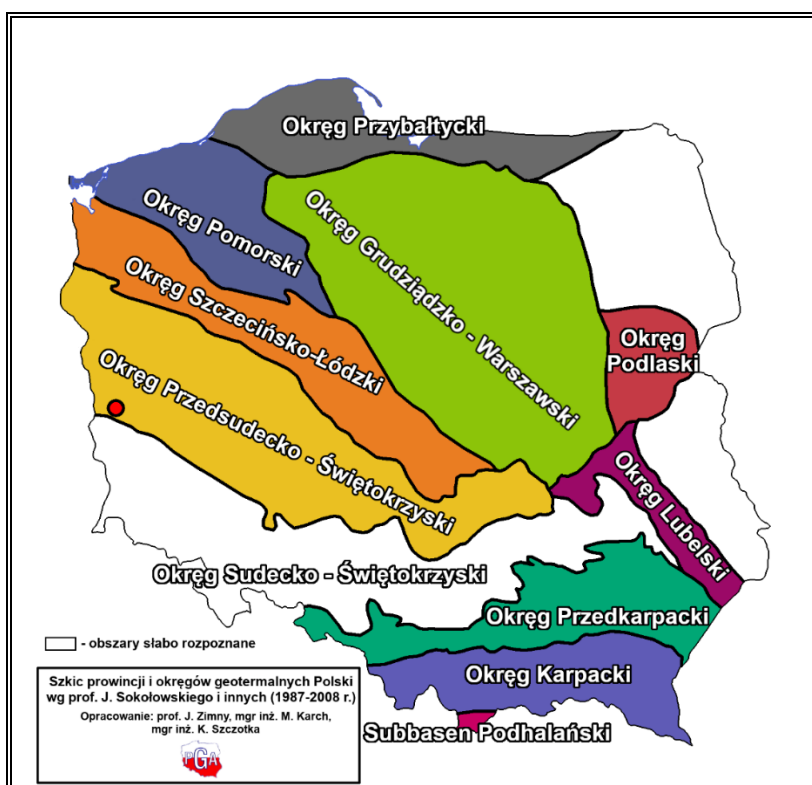 Okręg Przybałtycki
Okręg Pomorski
Okręg Grudziądzko - Warszawski
Okręg Szczecińsko-Łódzki
Okręg Podlaski
Okręg Przedsudecko - Świętokrzyski
Okręg Lubelski
Okręg Sudecko - Świętokrzyski
Okręg Przedkarpacki
- obszary słabo rozpoznane
Okręg Karpacki
Subbasen Podhalański
Szkic prowincji i okręgów geotermalnych Polski
wg prof. J. Sokołowskiego i innych (1987-2008 r.)
Opracowanie: prof. J. Zimny, mgr inż. M. Karch,
mgr inż. K. Szczotka
PGA